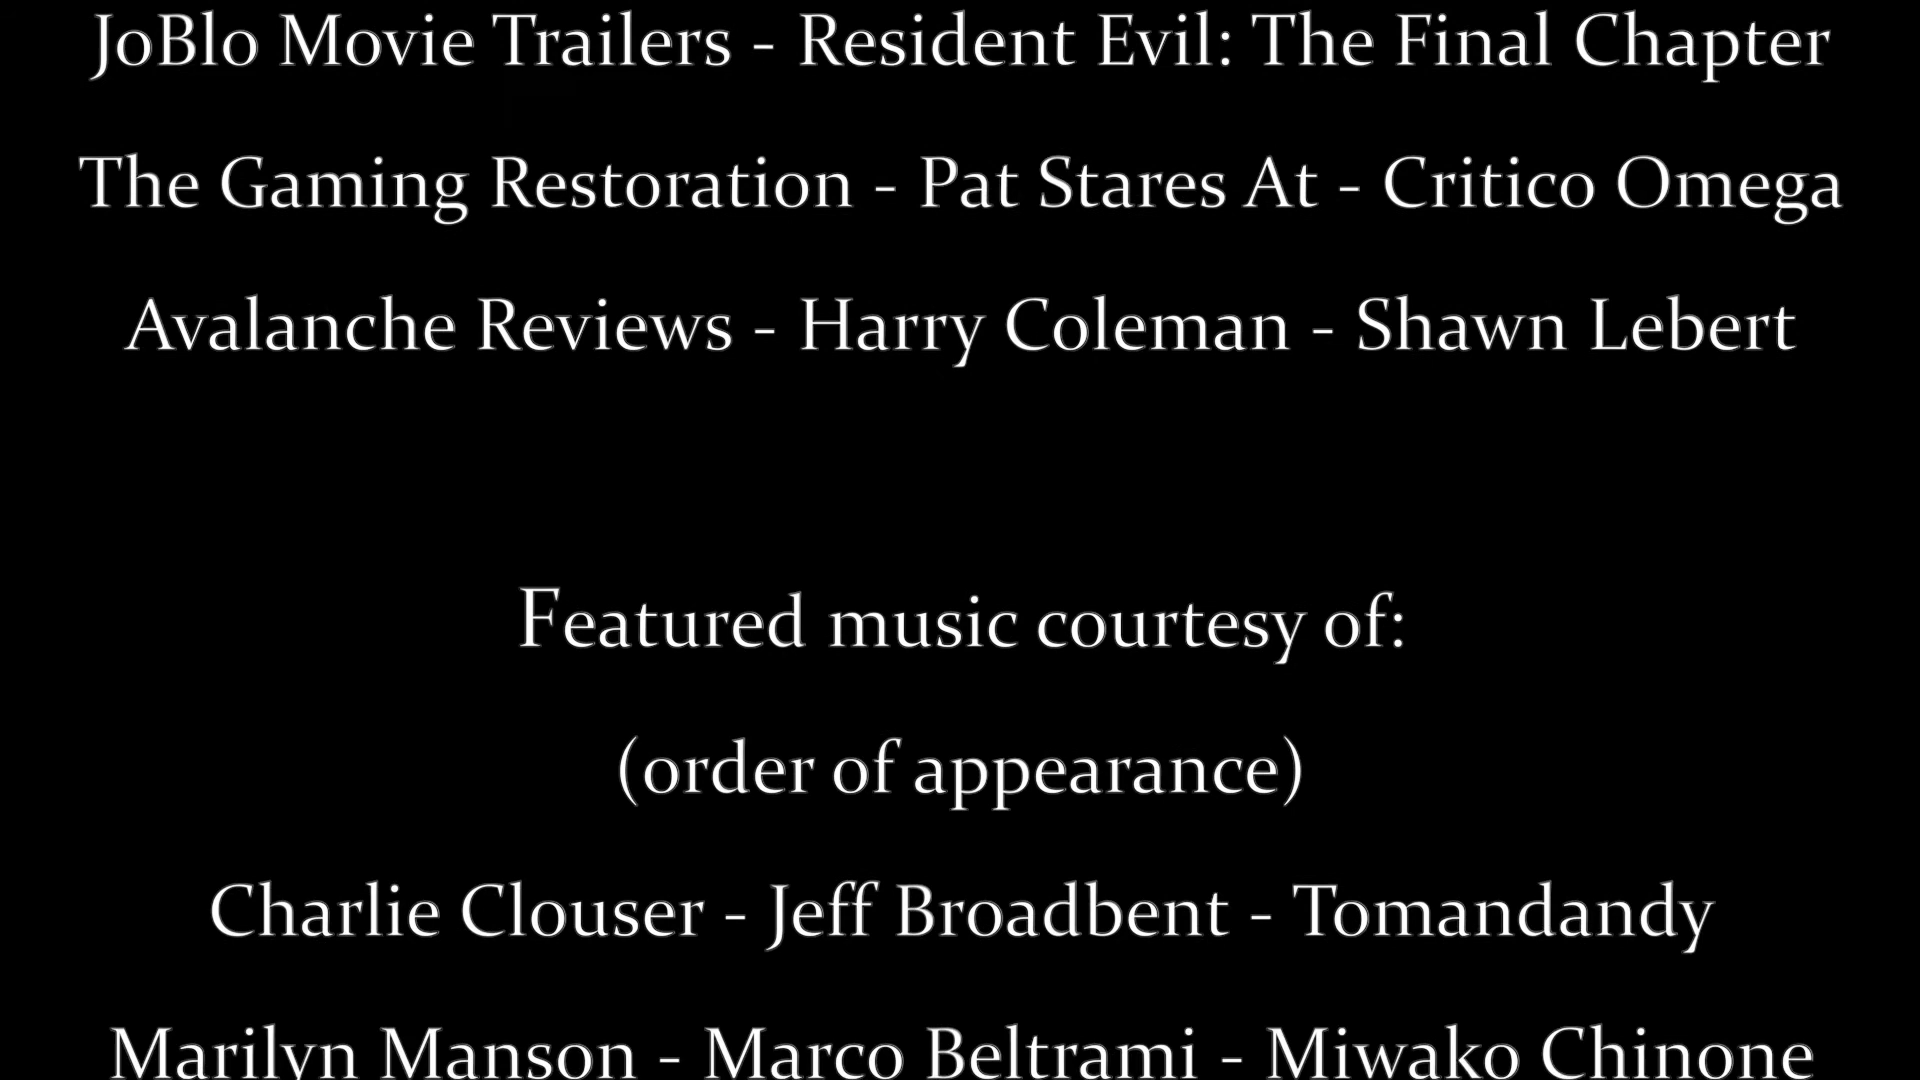 JoBlo Movie Trailers - Resident Evil: The Final Chapter
The Gaming Restoration - Pat Stares At - Critico Omega
Avalanche Reviews - Harry Coleman - Shawn Lebert
Featured music courtesy of:
(order of appearance)
Charlie Clouser - Jeff Broadbent - Tomandandy
Marilyn Manson - Marco Beltrami - Miwako Chinone